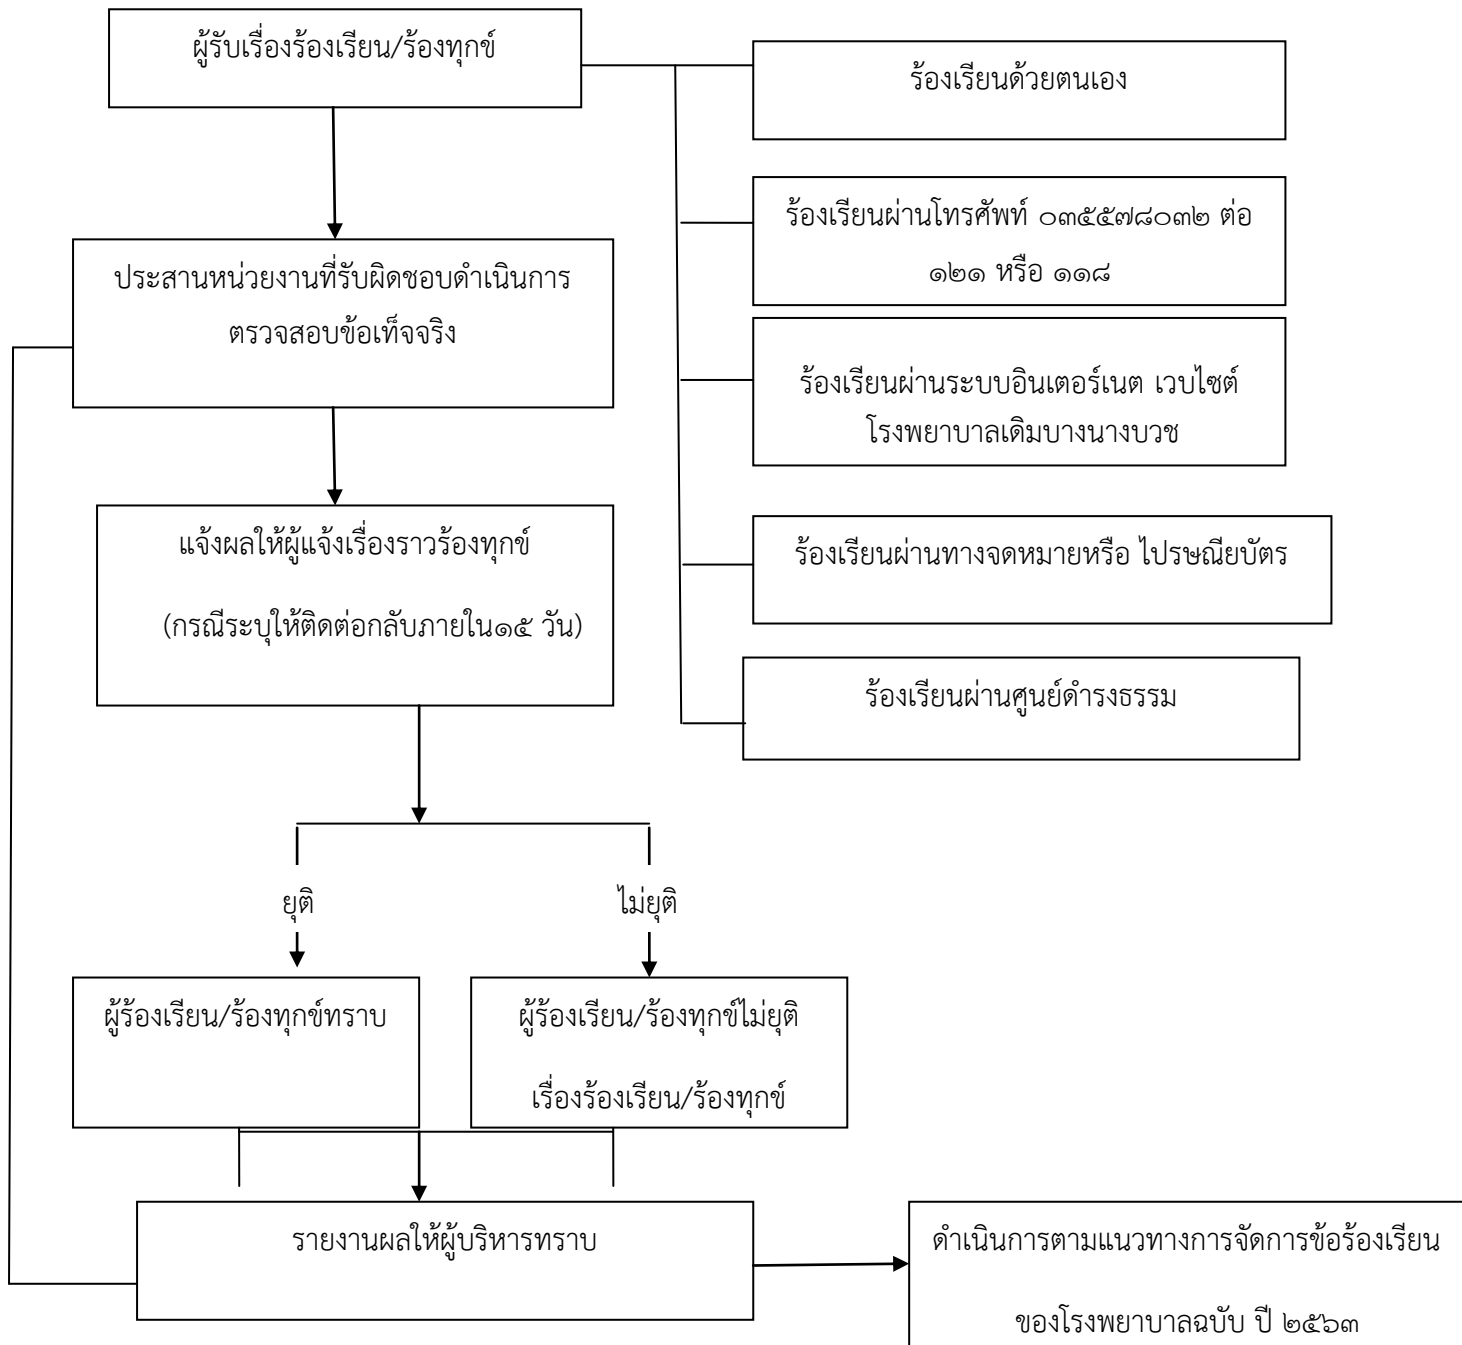 ผู้รับเรื่องร้องเรียน/ร้องทุกข์
ร้องเรียนด้วยตนเอง
ร้องเรียนผ่านโทรศัพท์ ๐๓๕๕๗๘๐๓๒ ต่อ
๑๒๑ หรือ ๑๑๘
ประสานหน่วยงานที่รับผิดชอบดำเนินการ
ตรวจสอบข้อเท็จจริง
ร้องเรียนผ่านระบบอินเตอร์เนต เวบไซต์
โรงพยาบาลเดิมบางนางบวช
แจ้งผลให้ผู้แจ้งเรื่องราวร้องทุกข์
(กรณีระบุให้ติดต่อกลับภายใน๑๕ วัน)
ร้องเรียนผ่านทางจดหมายหรือ ไปรษณียบัตร
ร้องเรียนผ่านศูนย์ดำรงธรรม
ยุติ
ไม่ยุติ
ผู้ร้องเรียน/ร้องทุกข์ทราบ
ผู้ร้องเรียน/ร้องทุกข์ไม่ยุติ
เรื่องร้องเรียน/ร้องทุกข์
รายงานผลให้ผู้บริหารทราบ
ดำเนินการตามแนวทางการจัดการข้อร้องเรียน
ของโรงพยาบาลฉบับ ปี ๒๕๖๓